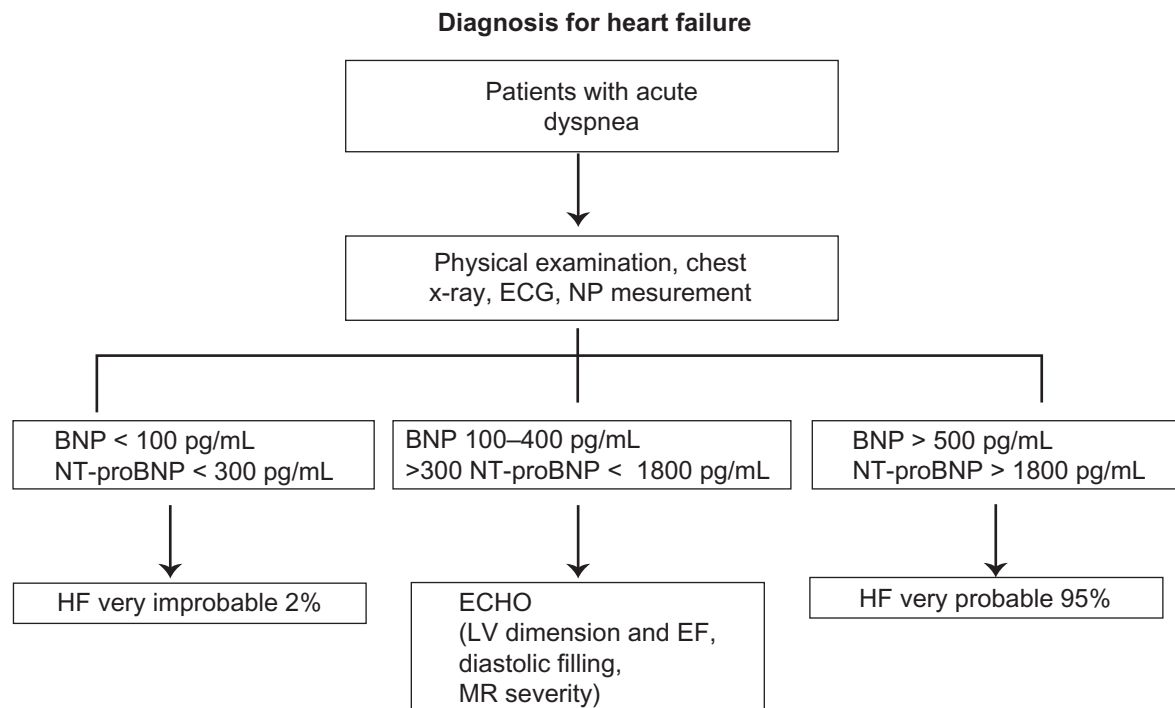 Diagnosis for heart failure
Patients with acute
dyspnea
Physical examination, chest
x-ray, ECG, NP mesurement
BNP < 100 pg/mL
NT-proBNP < 300 pg/mL
BNP 100–400 pg/mL
>300 NT-proBNP < 1800 pg/mL
BNP > 500 pg/mL
NT-proBNP > 1800 pg/mL
HF very improbable 2%
ECHO
(LV dimension and EF,
diastolic filling,
MR severity)
HF very probable 95%